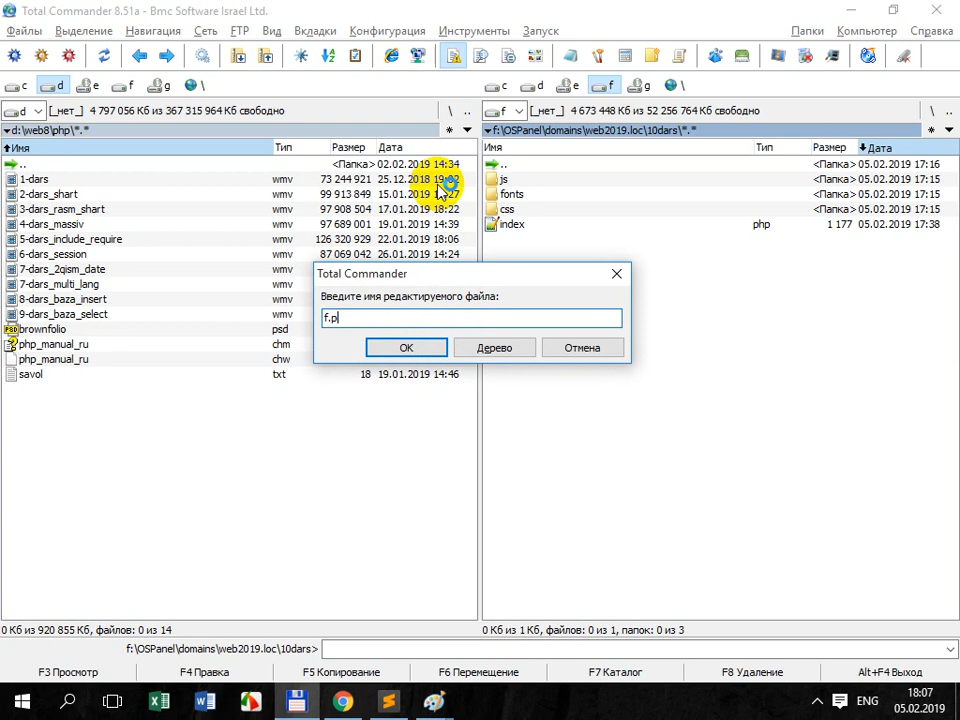 Total Commander 8.51a - Bmc Software Israel Ltd.
Файлы Выделение Навигация Сеть FTP Вид Вкладки Конфигурация Инструменты Запуск Папки Компьютер Справка
c d e f g \ c d e f g \
d [_нет_] 4 797 056 Кб из 367 315 964 Кб свободно \ .. f [_нет_] 4 673 448 Кб из 52 256 764 Кб свободно \ ..
d:\web8\php\*.* * f:\OSPanel\domains\web2019.loc\10dars\*.* *
Имя Тип Размер Дата Имя Тип Размер Дата
.. <Папка> 02.02.2019 14:34 .. <Папка> 05.02.2019 17:16
1-dars wmv 73 244 921 25.12.2018 19:02 js <Папка> 05.02.2019 17:15
2-dars_shart wmv 99 913 849 15.01.2019 fonts <Папка> 05.02.2019 17:15
3-dars_rasm_shart wmv 97 908 504 17.01.2019 18:22 css <Папка> 05.02.2019 17:15
4-dars_massiv wmv 97 689 001 19.01.2019 14:39 index php 1 177 05.02.2019 17:38
5-dars_include_require wmv 126 320 929 22.01.2019 18:06
6-dars_session wmv 87 069 042 26.01.2019 14:24
7-dars_2qism_date wmv
7-dars_multi_lang wmv
8-dars_baza_insert wmv
9-dars_baza_select wmv
brownfolio psd
php_manual_ru chm
php_manual_ru chw
savol txt 18 19.01.2019 14:46
Total Commander
Введите имя редактируемого файла:
f.p
OK Дерево Отмена
0 Кб из 920 855 Кб, файлов: 0 из 14 0 Кб из 1 Кб, файлов: 0 из 1, папок: 0 из 3
f:\OSPanel\domains\web2019.loc\10dars>
F3 Просмотр F4 Правка F5 Копирование F6 Перемещение F7 Каталог F8 Удаление Alt+F4 Выход
ENG 18:07
05.02.2019